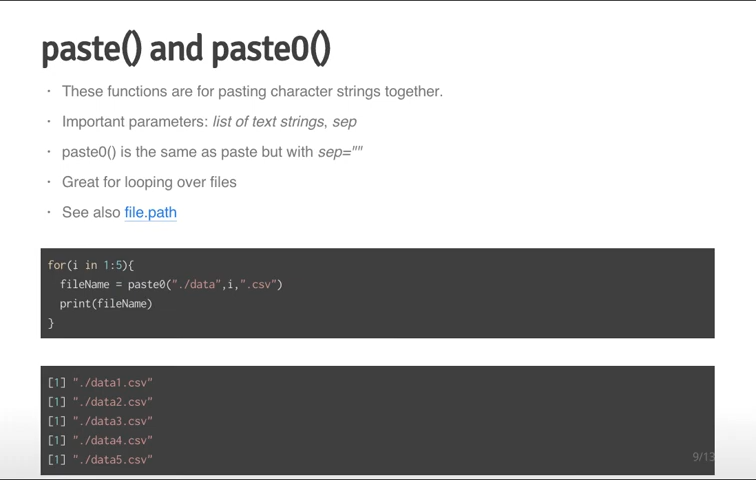 paste() and paste0()
· These functions are for pasting character strings together.
· Important parameters: list of text strings, sep
· paste0() is the same as paste but with sep=""
· Great for looping over files
· See also file.path
for(i in 1:5){
  fileName = paste0("./data",i,".csv")
  print(fileName)
}
[1] "./data1.csv"
[1] "./data2.csv"
[1] "./data3.csv"
[1] "./data4.csv"
[1] "./data5.csv"
9/13